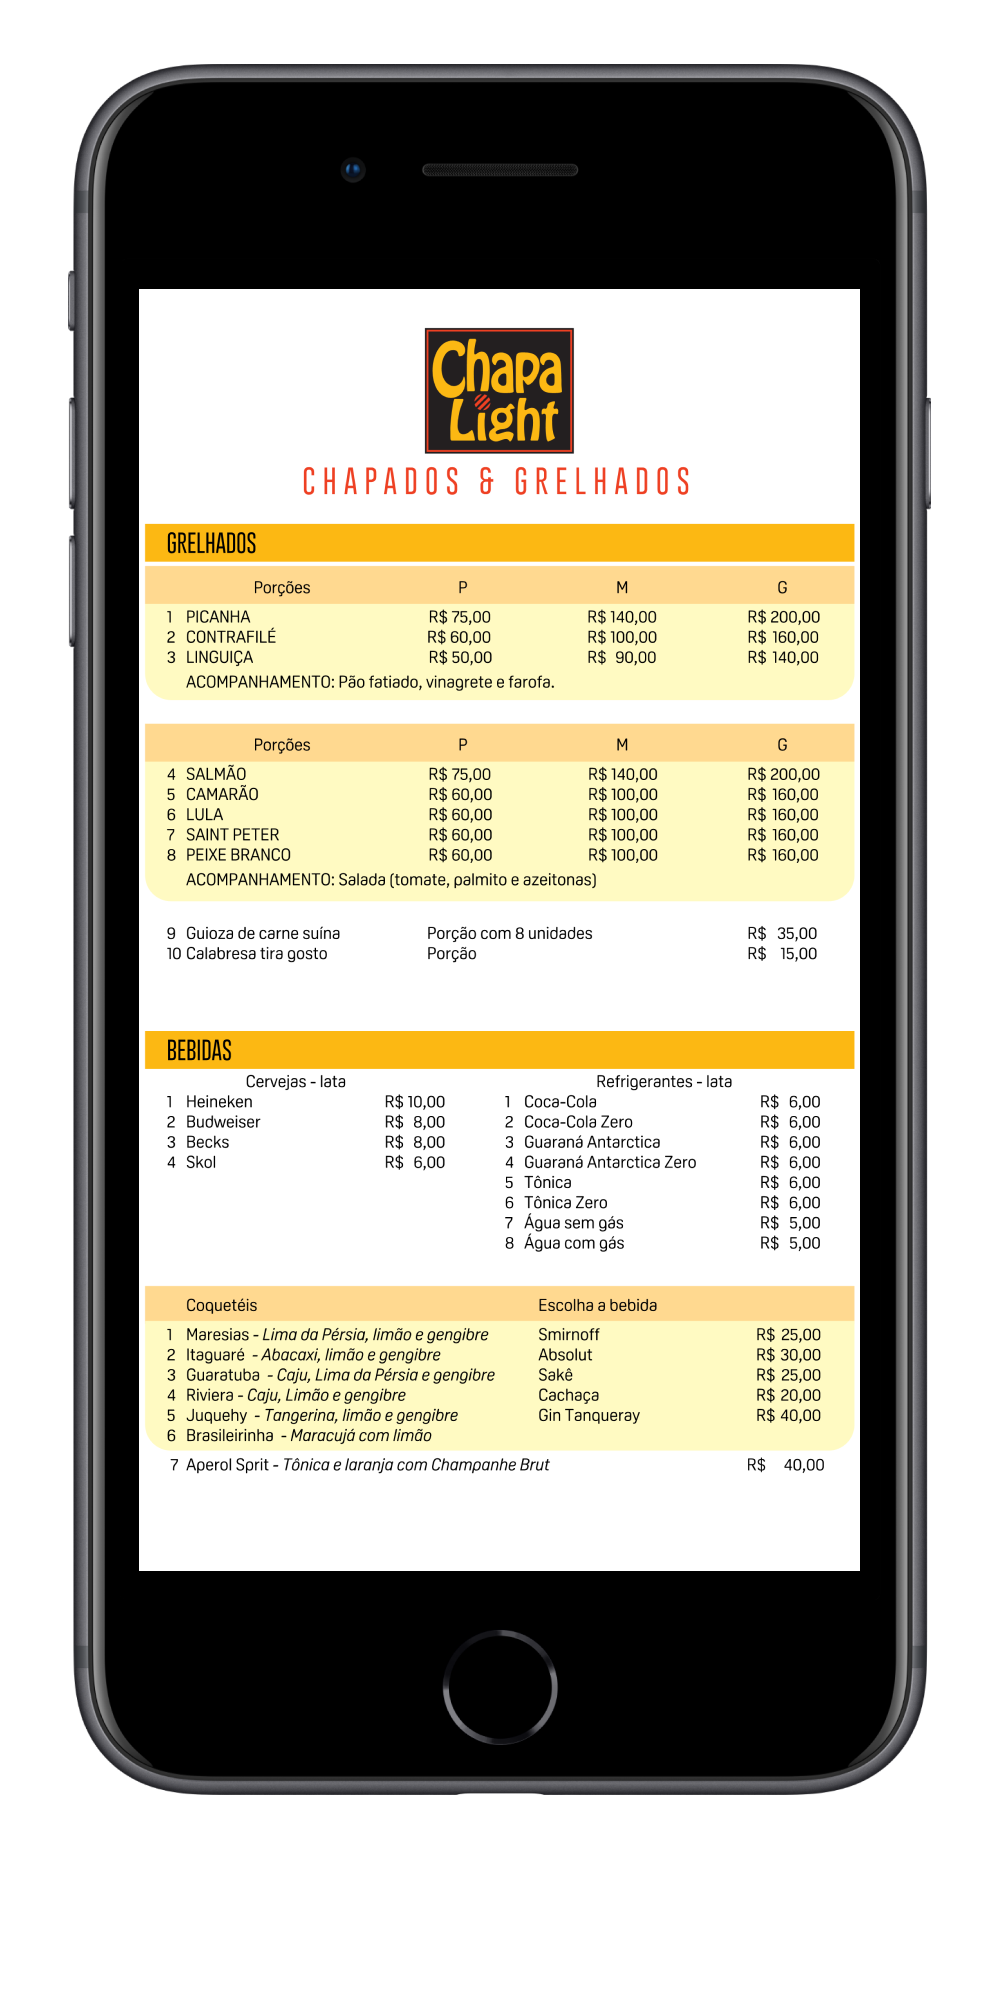 Chapa
Light
CHAPADOS & GRELHADOS
GRELHADOS
Porções P M G
1 PICANHA R$ 75,00 R$ 140,00 R$ 200,00
2 CONTRAFILÉ R$ 60,00 R$ 100,00 R$ 160,00
3 LINGUIÇA R$ 50,00 R$ 90,00 R$ 140,00
ACOMPANHAMENTO: Pão fatiado, vinagrete e farofa.
Porções P M G
4 SALMÃO R$ 75,00 R$ 140,00 R$ 200,00
5 CAMARÃO R$ 60,00 R$ 100,00 R$ 160,00
6 LULA R$ 60,00 R$ 100,00 R$ 160,00
7 SAINT PETER R$ 60,00 R$ 100,00 R$ 160,00
8 PEIXE BRANCO R$ 60,00 R$ 100,00 R$ 160,00
ACOMPANHAMENTO: Salada (tomate, palmito e azeitonas)
9 Guioza de carne suína Porção com 8 unidades R$ 35,00
10 Calabresa tira gosto Porção R$ 15,00
BEBIDAS
Cervejas - lata
1 Heineken R$ 10,00
2 Budweiser R$ 8,00
3 Becks R$ 8,00
4 Skol R$ 6,00
Refrigerantes - lata
1 Coca-Cola R$ 6,00
2 Coca-Cola Zero R$ 6,00
3 Guaraná Antarctica R$ 6,00
4 Guaraná Antarctica Zero R$ 6,00
5 Tônica R$ 6,00
6 Tônica Zero R$ 6,00
7 Água sem gás R$ 5,00
8 Água com gás R$ 5,00
Coquetéis Escolha a bebida
1 Maresias - Lima da Pérsia, limão e gengibre Smirnoff R$ 25,00
2 Itaguaré - Abacaxi, limão e gengibre Absolut R$ 30,00
3 Guaratuba - Caju, Lima da Pérsia e gengibre Sakê R$ 25,00
4 Riviera - Caju, Limão e gengibre Cachaça R$ 20,00
5 Juquehy - Tangerina, limão e gengibre Gin Tanqueray R$ 40,00
6 Brasileirinha - Maracujá com limão
7 Aperol Sprit - Tônica e laranja com Champanhe Brut R$ 40,00